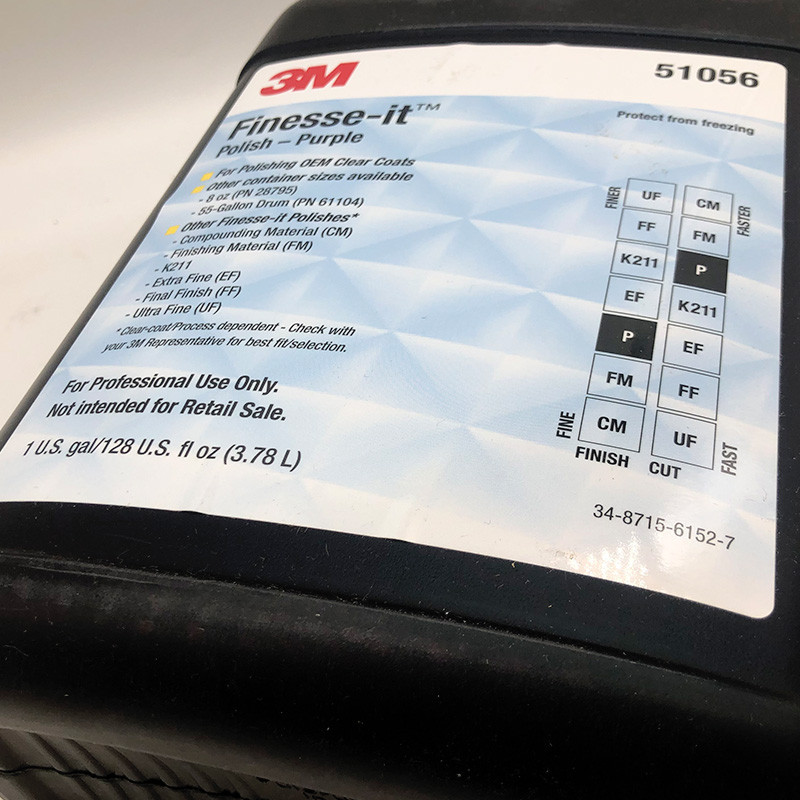 3M
51056
Finesse-it™
Polish – Purple
Protect from freezing
For Polishing OEM Clear Coats
Other container sizes available
- 8 oz (PN 28795)
- 55-Gallon Drum (PN 61104)
Other Finesse-it Polishes*
- Compounding Material (CM)
- Finishing Material (FM)
- K211
- Extra Fine (EF)
- Final Finish (FF)
- Ultra Fine (UF)
*Clear-coat/Process dependent - Check with
your 3M Representative for best fit/selection.
For Professional Use Only.
Not intended for Retail Sale.
1 U.S. gal/128 U.S. fl oz (3.78 L)
FINER UF CM FASTER
FF FM
K211 P
EF K211
P EF
FM FF
FINE CM UF FAST
FINISH CUT
34-8715-6152-7